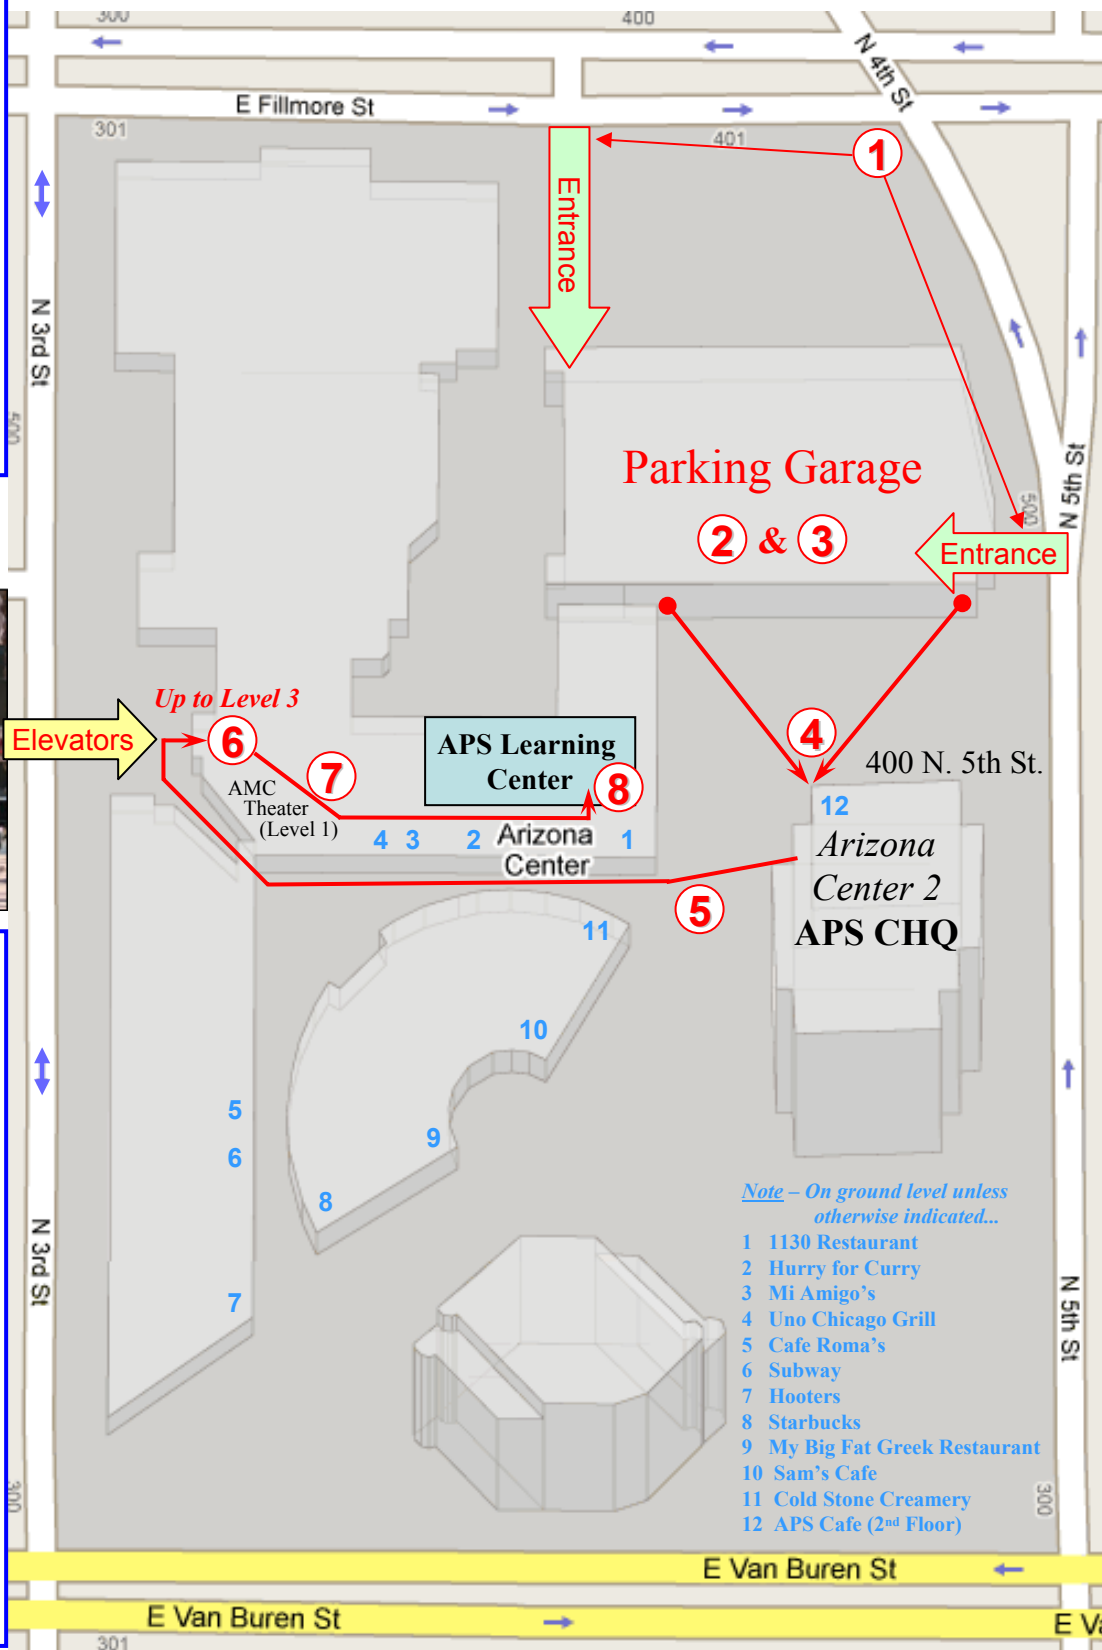 300
400
N 4th St
E Fillmore St
301
401
1
Entrance
N 3rd St
500
Parking Garage
2 & 3
500
N 5th St
Entrance
Up to Level 3
Elevators
6
7
4
400 N. 5th St.
APS Learning
Center
8
AMC
Theater
(Level 1)
4 3 2 Arizona 1
Center
12
Arizona
Center 2
APS CHQ
5
11
10
5
6
9
8
7
N 3rd St
N 5th St
Note – On ground level unless
otherwise indicated...
1 1130 Restaurant
2 Hurry for Curry
3 Mi Amigo's
4 Uno Chicago Grill
5 Cafe Roma's
6 Subway
7 Hooters
8 Starbucks
9 My Big Fat Greek Restaurant
10 Sam's Cafe
11 Cold Stone Creamery
12 APS Cafe (2nd Floor)
300
300
E Van Buren St
E Van Buren St
E Va
301